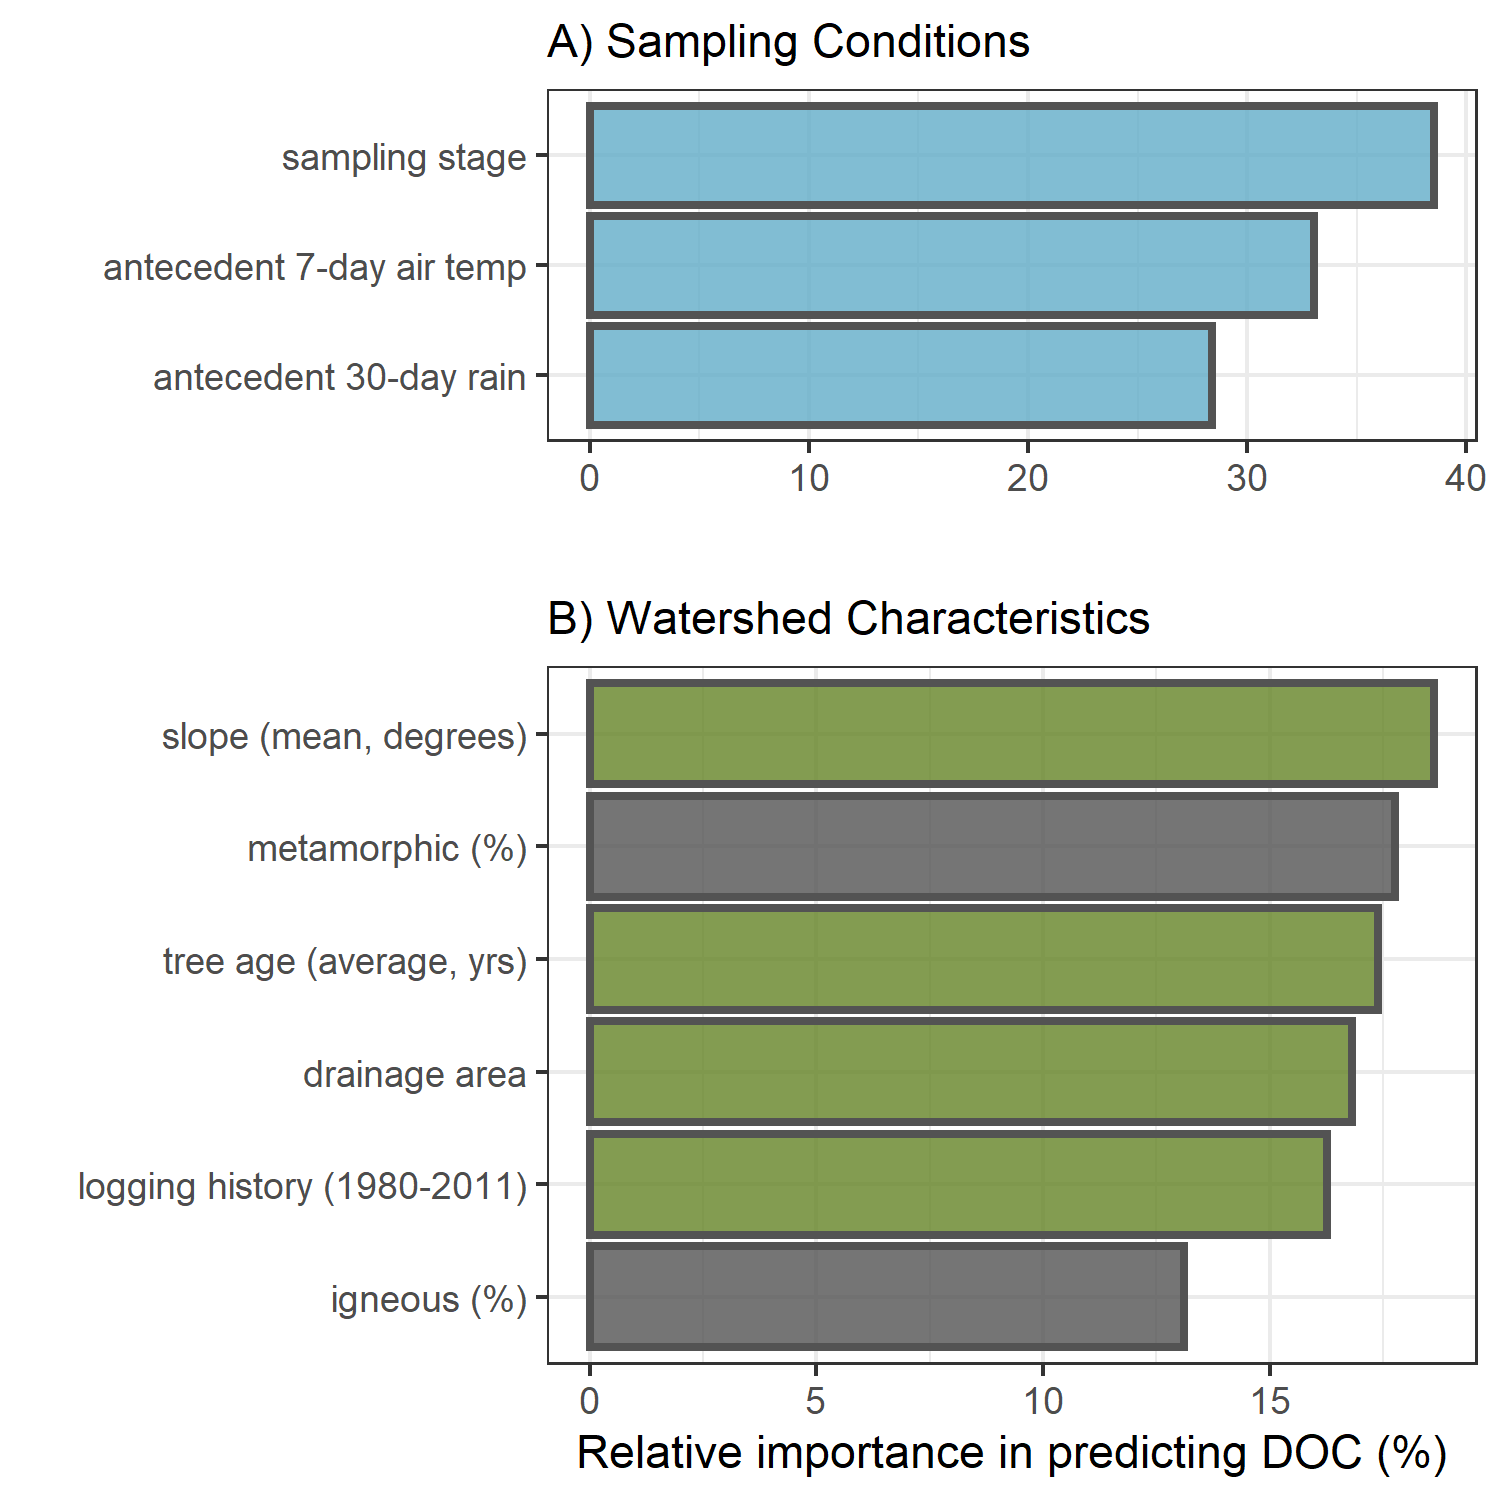 A) Sampling Conditions
sampling stage
antecedent 7-day air temp
antecedent 30-day rain
0 10 20 30 40
B) Watershed Characteristics
slope (mean, degrees)
metamorphic (%)
tree age (average, yrs)
drainage area
logging history (1980-2011)
igneous (%)
0 5 10 15
Relative importance in predicting DOC (%)